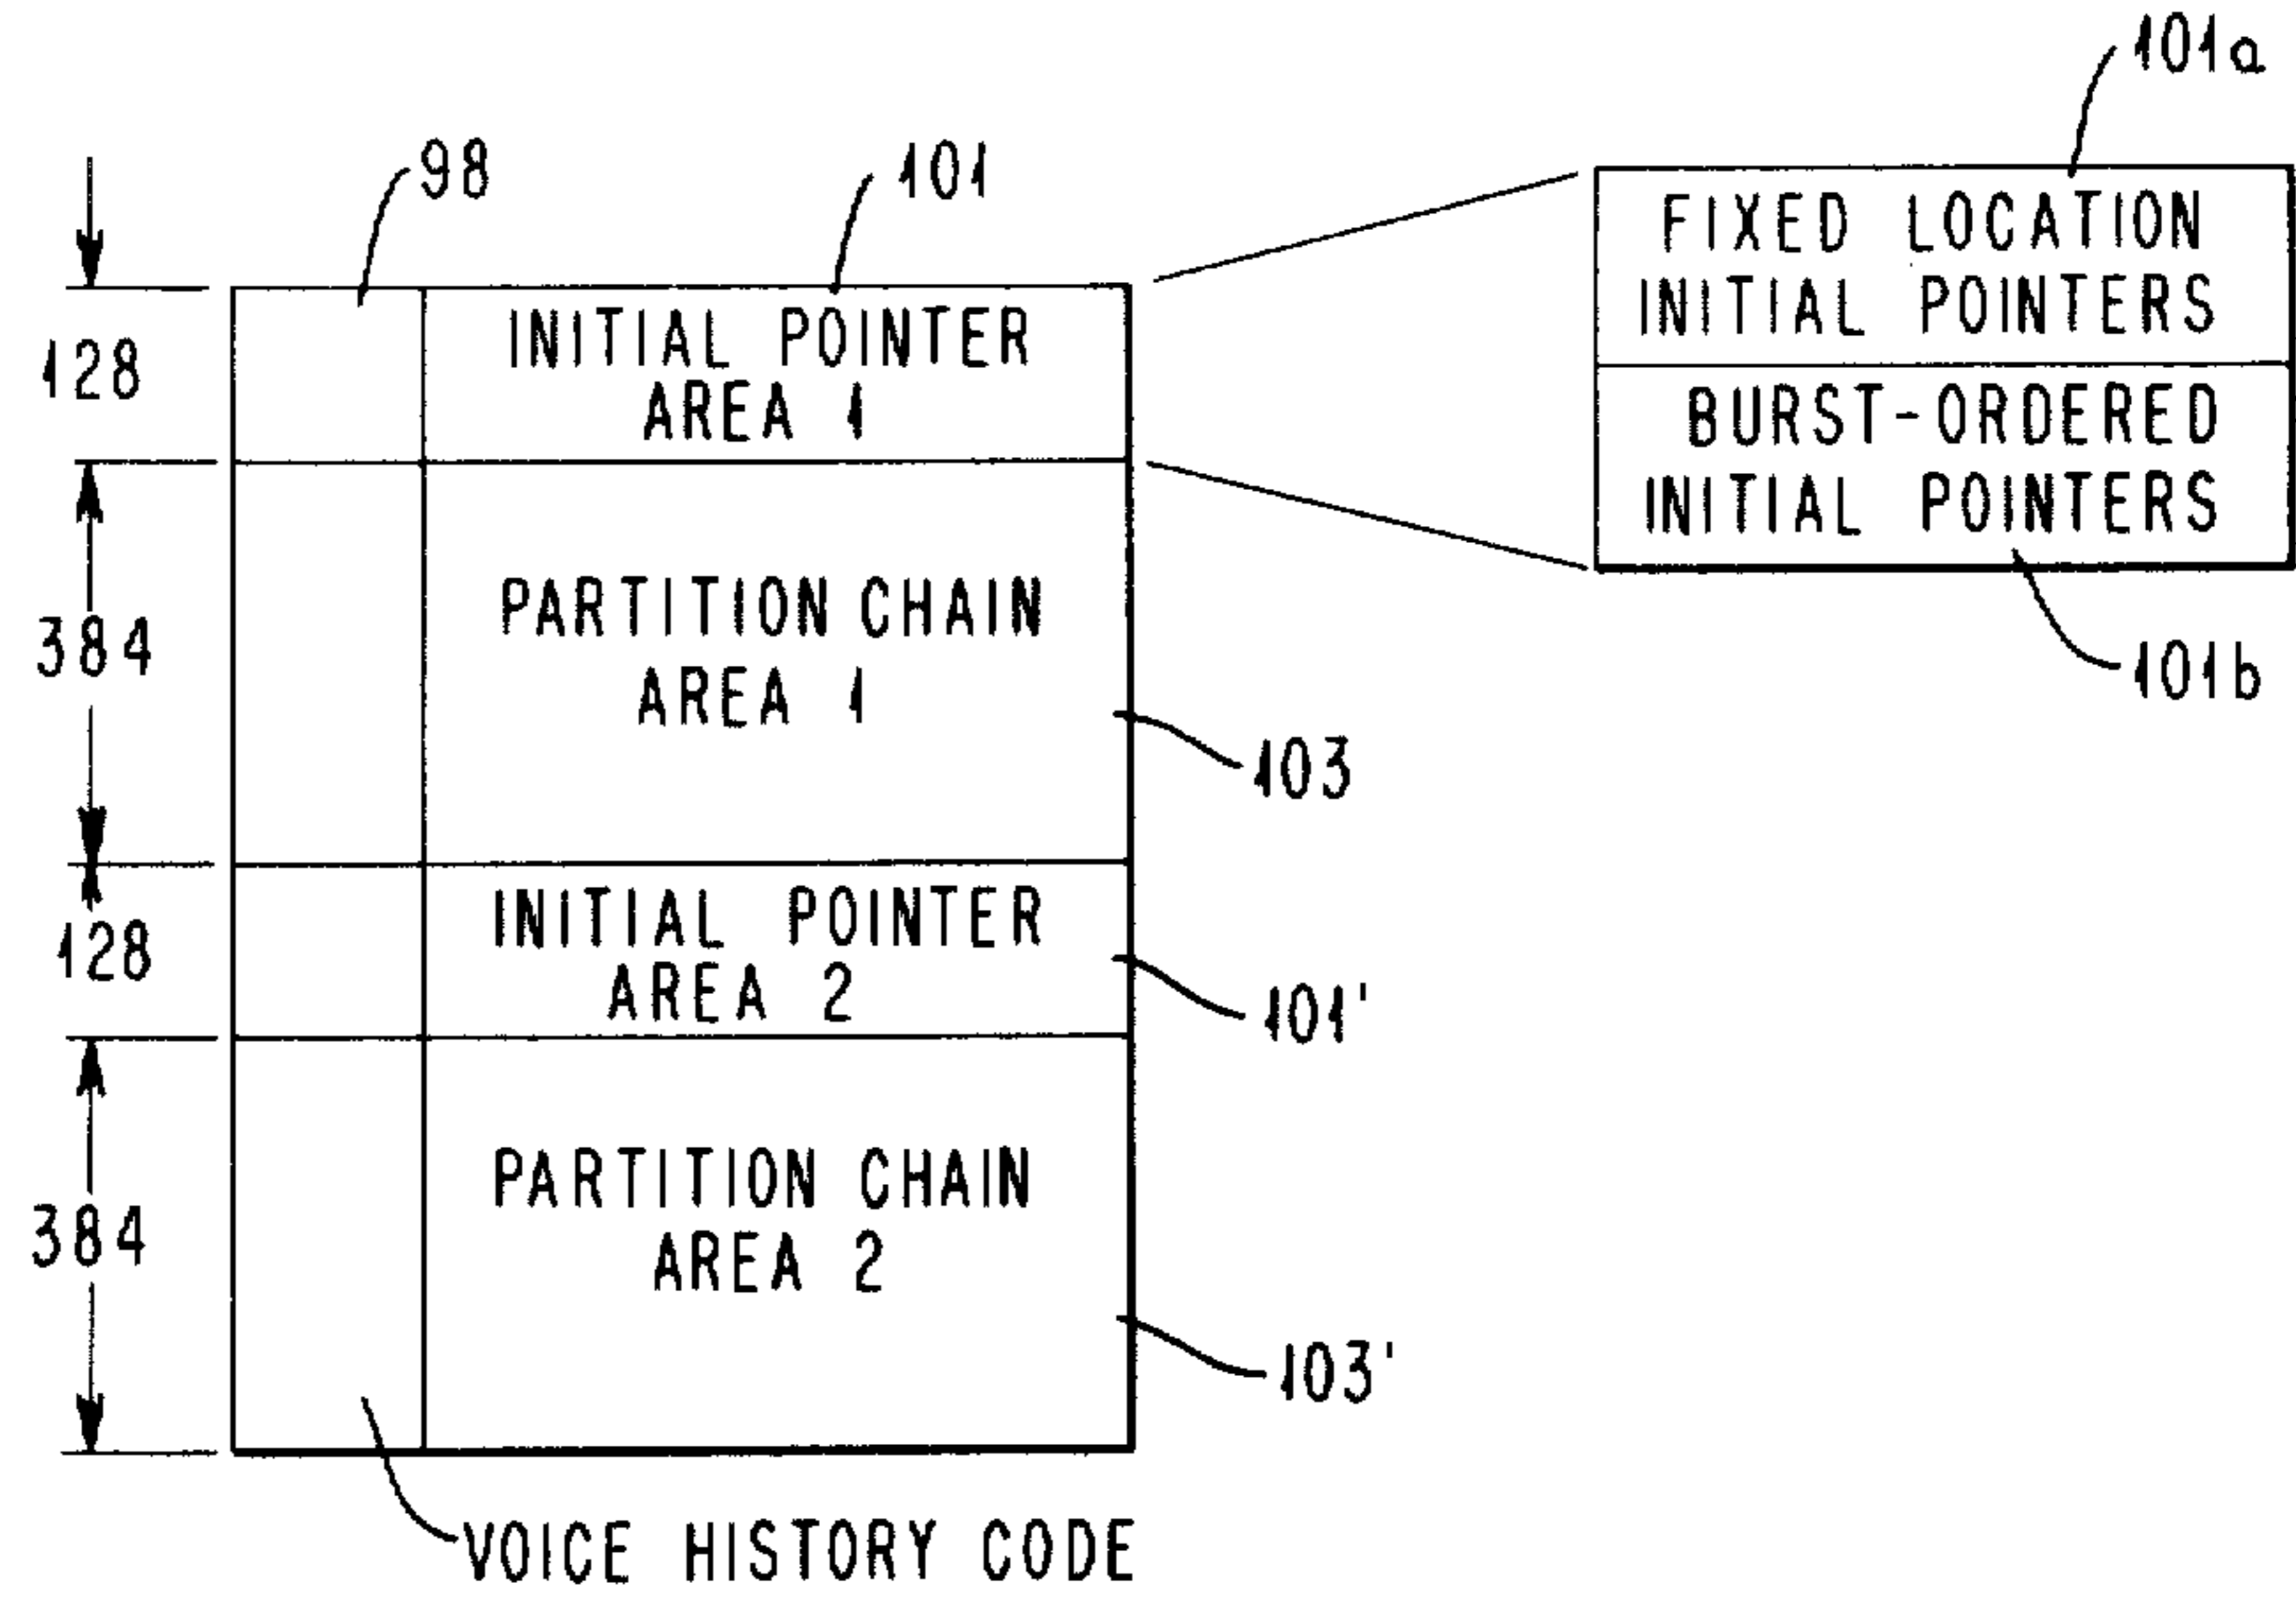 101a
98
101
FIXED LOCATION
INITIAL POINTERS
128
INITIAL POINTER
AREA 1
BURST-ORDERED
INITIAL POINTERS
101b
384
PARTITION CHAIN
AREA 1
103
128
INITIAL POINTER
AREA 2
101'
384
PARTITION CHAIN
AREA 2
103'
VOICE HISTORY CODE